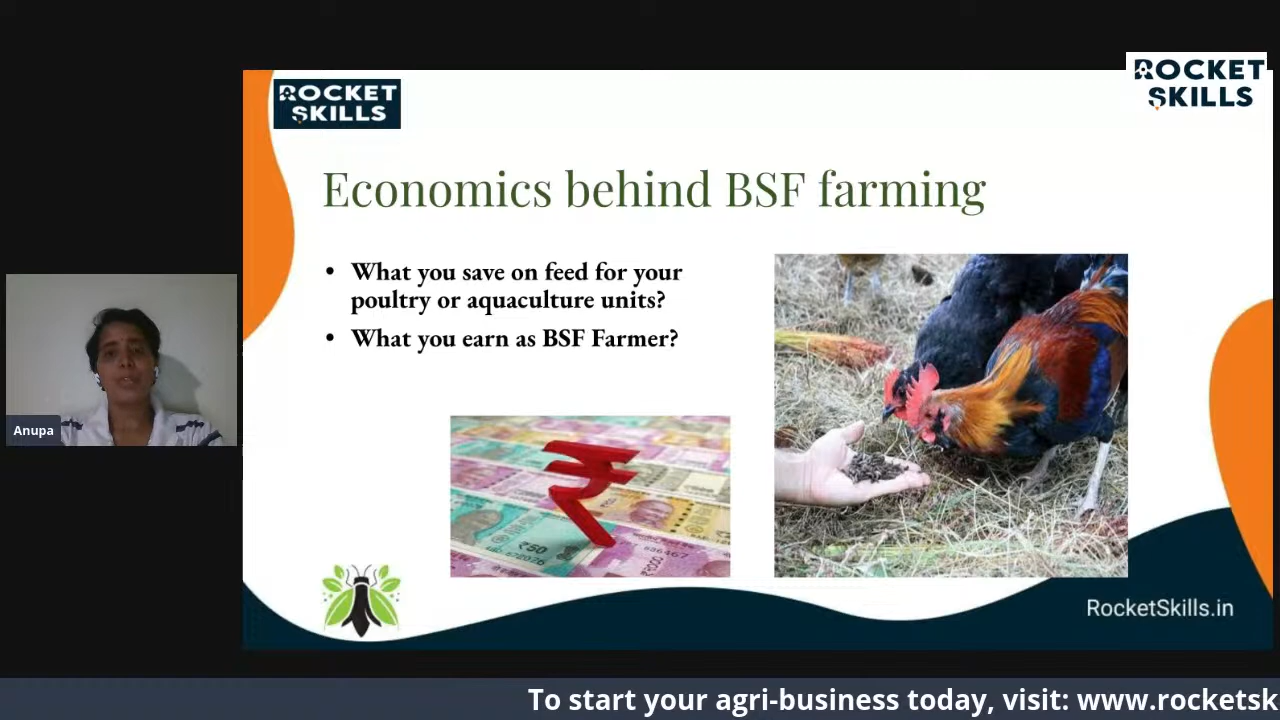 ROCKET
SKILLS
ROCKET
SKILLS
Economics behind BSF farming
• What you save on feed for your
poultry or aquaculture units?
• What you earn as BSF Farmer?
Anupa
₹
₹50
RocketSkills.in
To start your agri-business today, visit: www.rocketsk